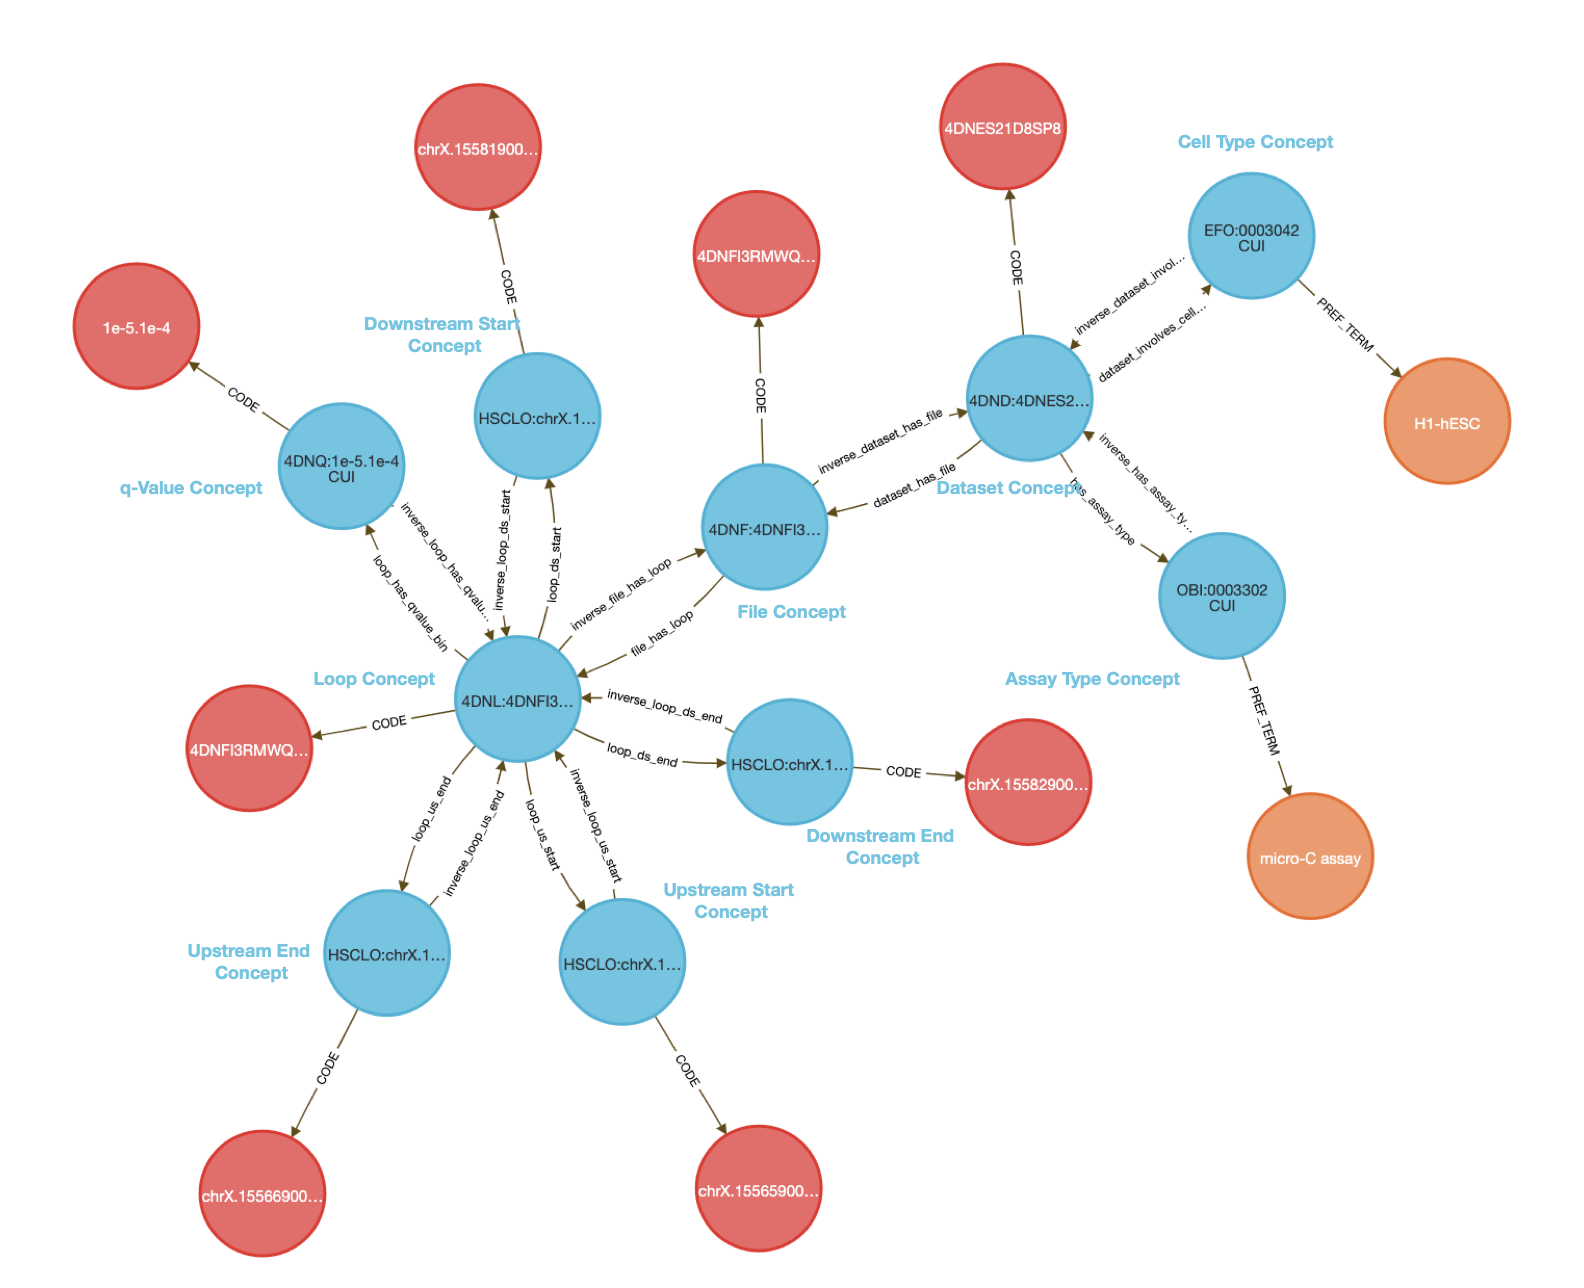 4DNES21D8SP8
Cell Type Concept
chrX.15581900...
EFO:0003042
CUI
4DNFI3RMWQ...
CODE
inverse_dataset_invol...
CODE
dataset_involves_cell...
PREF_TERM
1e-5.1e-4
Downstream Start
Concept
CODE
CODE
4DND:4DNES2...
H1-hESC
HSCLO:chrX.1...
inverse_dataset_has_file
4DNQ:1e-5.1e-4
CUI
q-Value Concept
dataset_has_file
Dataset Concept
inverse_has_assay_ty...
has_assay_type
inverse_loop_has_qvalu...
inverse_loop_ds_start
loop_ds_start
4DNF:4DNFI3...
loop_has_qvalue_bin
inverse_file_has_loop
file_has_loop
File Concept
OBI:0003302
CUI
Loop Concept
Assay Type Concept
4DNL:4DNFI3...
inverse_loop_ds_end
PREF_TERM
CODE
4DNFI3RMWQ...
loop_ds_end
HSCLO:chrX.1...
CODE
chrX.15582900...
loop_us_end
inverse_loop_us_end
loop_us_start
inverse_loop_us_start
Downstream End
Concept
micro-C assay
Upstream Start
Concept
Upstream End
Concept
HSCLO:chrX.1...
HSCLO:chrX.1...
CODE
CODE
chrX.15566900...
chrX.15565900...